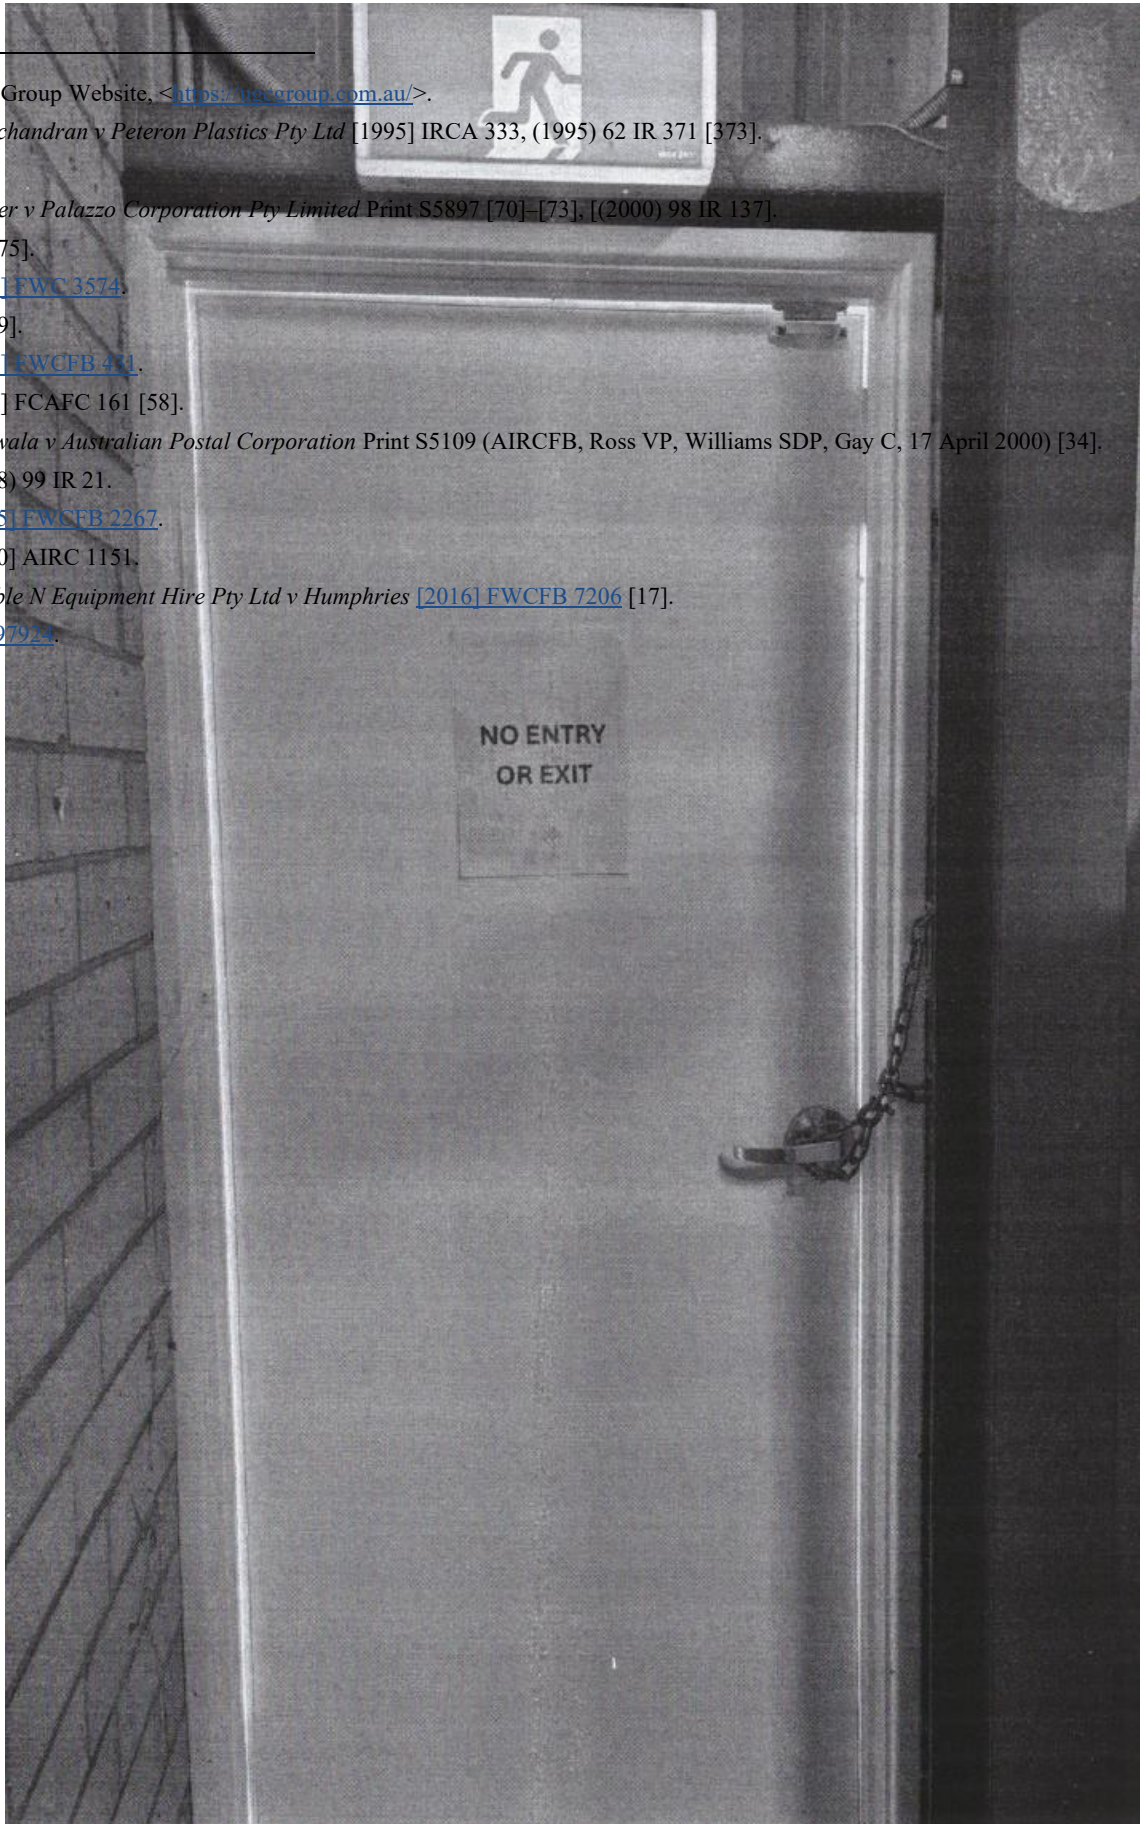 Group Website, <https://
group.com.au/>.
chandran v Peteron Plastics Pty Ltd [1995] IRCA 333, (1995) 62 IR 371 [373].
er v Palazzo Corporation Pty Limited Print S5897 [70]–[73], [(2000) 98 IR 137].
75].
] FWC 3574.
9].
] FWCFB 431.
] FCAFC 161 [58].
wala v Australian Postal Corporation Print S5109 (AIRCFB, Ross VP, Williams SDP, Gay C, 17 April 2000) [34].
8) 99 IR 21.
5] FWCFB 2267.
0] AIRC 1151.
ble N Equipment Hire Pty Ltd v Humphries [2016] FWCFB 7206 [17].
97924.
NO ENTRY
OR EXIT